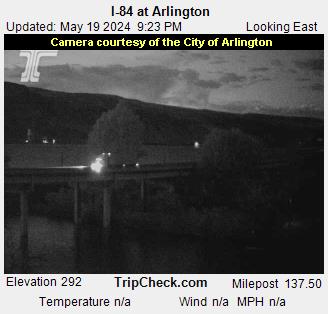 I-84 at Arlington
Updated: May 19 2024 9:23 PM Looking East
Camera courtesy of the City of Arlington
Elevation 292 TripCheck.com Milepost 137.50
Temperature n/a Wind n/a MPH n/a